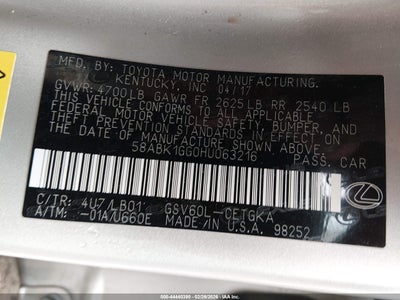 MFD. BY: TOYOTA MOTOR MANUFACTURING.
KENTUCKY, INC 04/17
GVWR: 4700LB GAWR FR 2625LB RR 2540 LB
THIS VEHICLE CONFORMS TO ALL APPLICABLE
FEDERAL MOTOR VEHICLE SAFETY, BUMPER, AND
THEFT PREVENTION STANDARDS IN EFFECT ON
THE DATE OF MANUFACTURE SHOWN ABOVE.
58ABK1GG0HU063216 PASS. CAR
C/TR: 4U7/LB01 GSV60L-CETGKA
A/TM: -01A/U660E MADE IN U.S.A. 98252